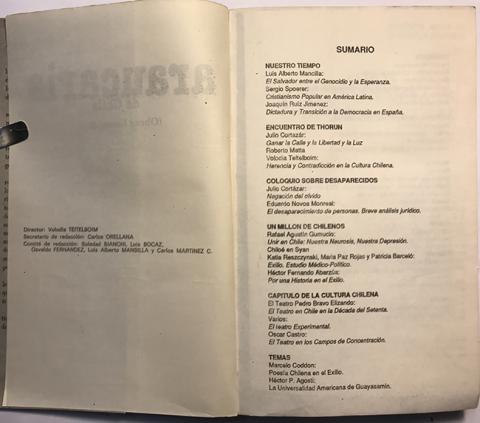 Director: Volodia TEITELBOIM
Secretario de redacción: Carlos ORELLANA
Comité de redacción: Soledad BIANCHI, Luis BOCAZ,
Osvaldo FERNANDEZ, Luis Alberto MANSILLA y Carlos MARTINEZ C.
SUMARIO
NUESTRO TIEMPO
Luis Alberto Mancilla:
El Salvador entre el Genocidio y la Esperanza.
Sergio Spoerer:
Cristianismo Popular en América Latina.
Joaquín Ruiz Jimenez:
Dictadura y Transición a la Democracia en España.
ENCUENTRO DE THORUN
Julio Cortazár:
Ganar la Calle y la Libertad y la Luz
Roberto Matta
Volodia Teitelboim:
Herencia y Contradicción en la Cultura Chilena.
COLOQUIO SOBRE DESAPARECIDOS
Julio Cortázar:
Negación del olvido
Eduardo Novos Monreal:
El desaparecimiento de personas. Breve análisis jurídico.
UN MILLON DE CHILENOS
Rafael Agustín Gumucio:
Unir en Chile: Nuestra Neurosis, Nuestra Depresión.
Chiloé en Syan
Katia Reszczynski, Maria Paz Rojas y Patricia Barceló:
Exilio. Estudio Médico-Político.
Héctor Fernando Abarzúa:
Por una Historia en el Exilio.
CAPITULO DE LA CULTURA CHILENA
El Teatro Pedro Bravo Elizando:
El Teatro en Chile en la Década del Setenta.
Varios:
El teatro Experimental.
Oscar Castro:
El Teatro en los Campos de Concentración.
TEMAS
Marcelo Coddon:
Poesía Chilena en el Exilio.
Héctor P. Agosti:
La Universalidad Americana de Guayasamín.